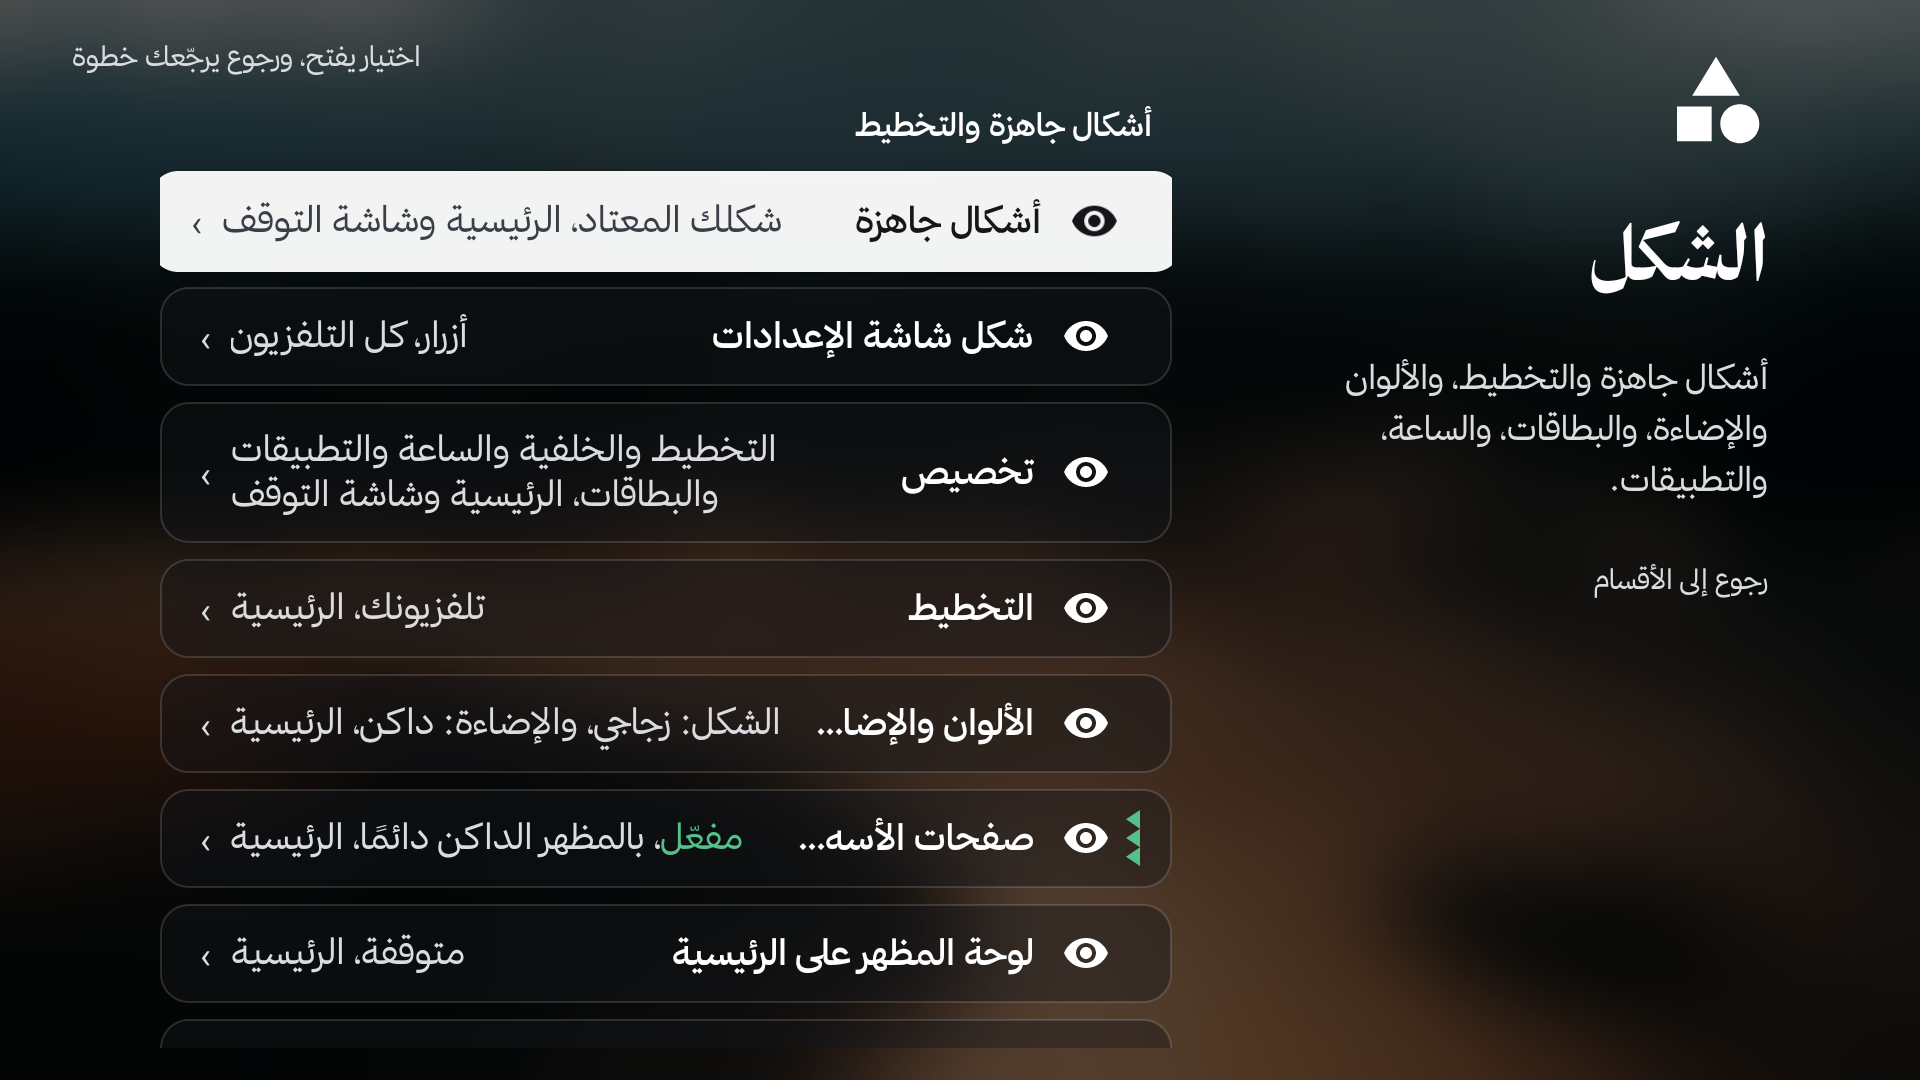 اختيار يفتح، ورجوع يرجّعك خطوة
الشكل
أشكال جاهزة والتخطيط، والألوان
والإضاءة، والبطاقات، والساعة،
والتطبيقات.
رجوع إلى الأقسام
أشكال جاهزة والتخطيط
أشكال جاهزة شكلك المعتاد، الرئيسية وشاشة التوقف ›
شكل شاشة الإعدادات أزرار، كل التلفزيون ›
تخصيص التخطيط والخلفية والساعة والتطبيقات
والبطاقات، الرئيسية وشاشة التوقف ›
التخطيط تلفزيونك، الرئيسية ›
الألوان والإضا... الشكل: زجاجي، والإضاءة: داكن، الرئيسية ›
صفحات الأسه... مفعّل، بالمظهر الداكن دائمًا، الرئيسية ›
لوحة المظهر على الرئيسية متوقفة، الرئيسية ›